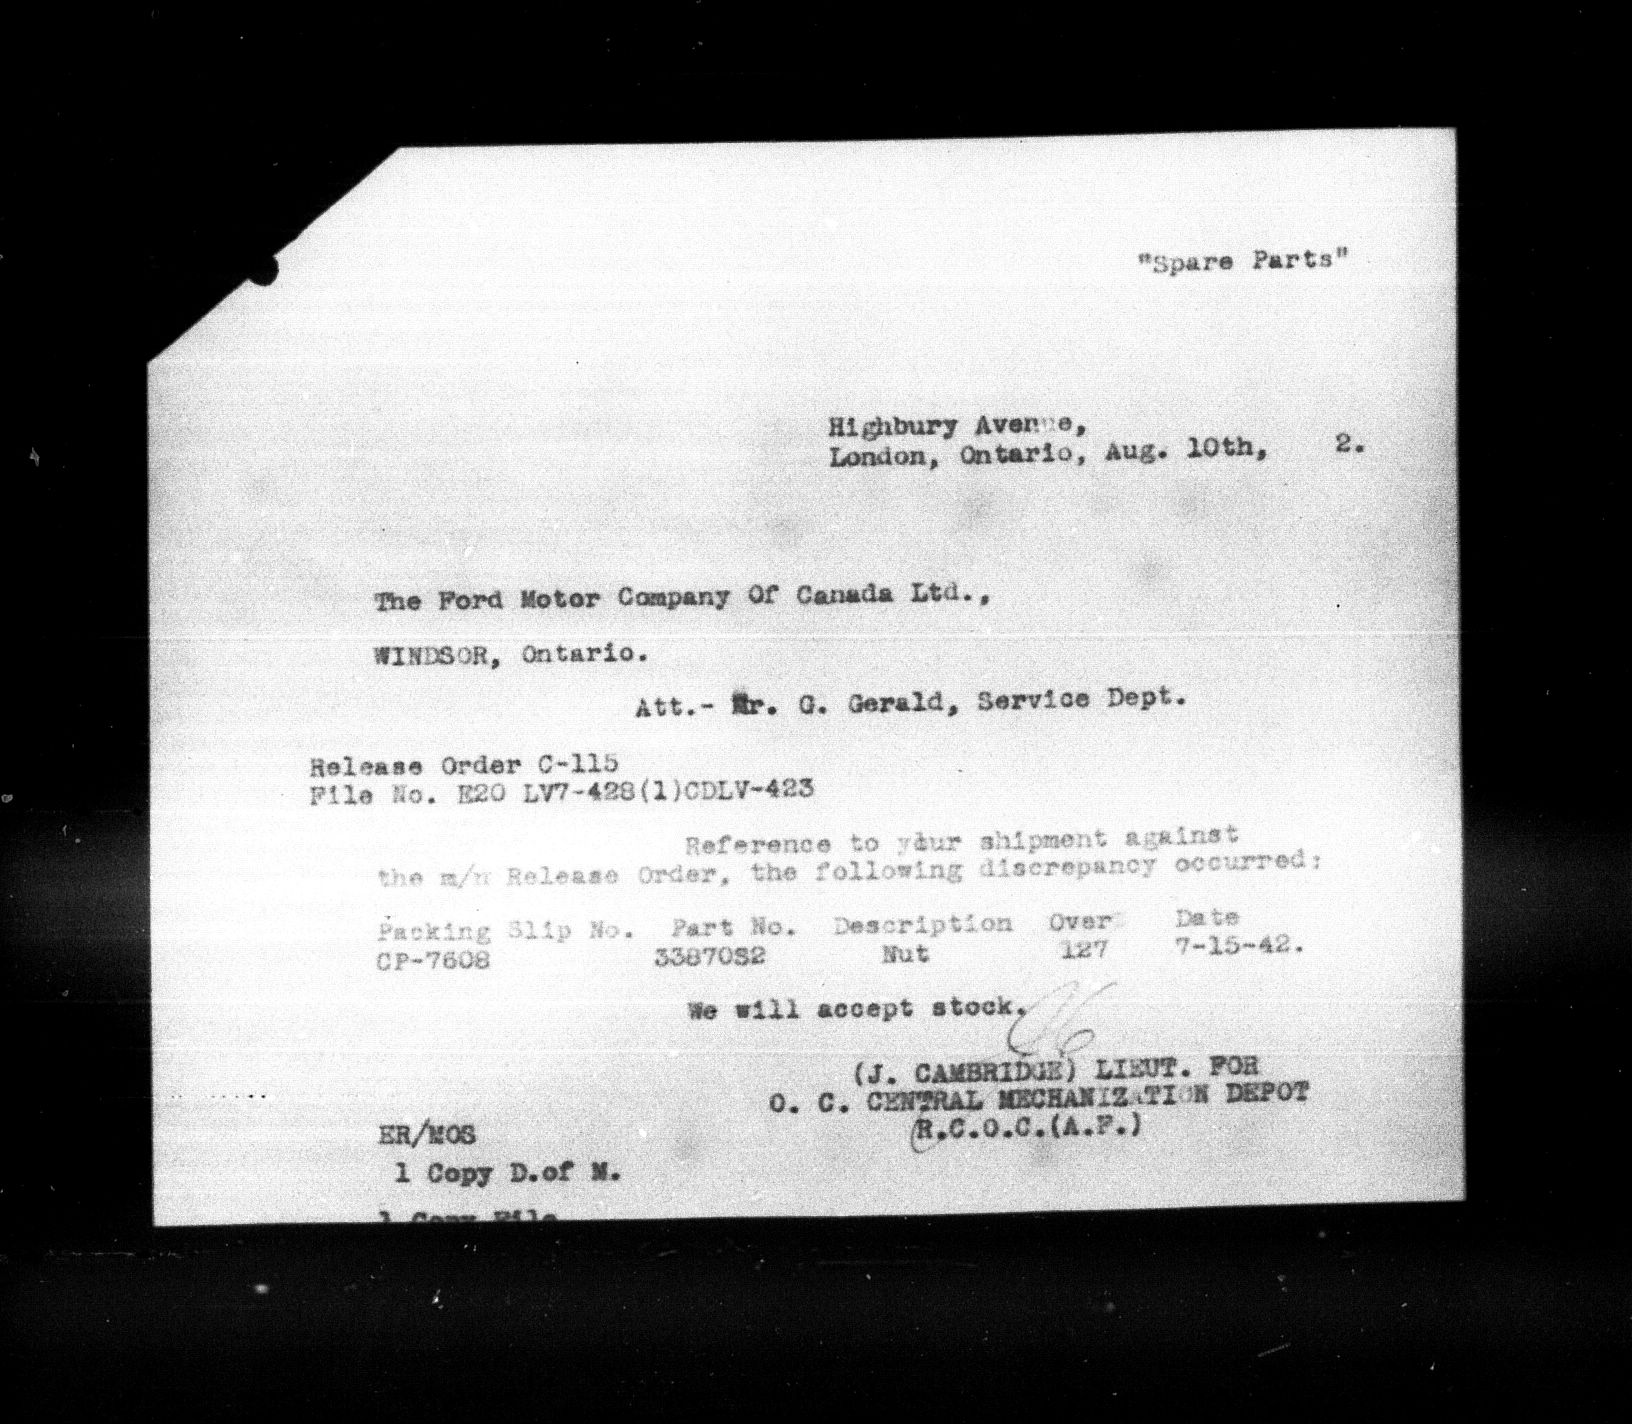 "Spare Parts"
Highbury Avenue,
London, Ontario, Aug. 10th, 2.
The Ford Motor Company Of Canada Ltd.,
WINDSOR, Ontario.
Att.- Mr. G. Gerald, Service Dept.
Release Order C-115
File No. E20 LV7-428(1)CDLV-423
Reference to your shipment against
the m/n Release Order, the following discrepancy occurred:
Packing Slip No. Part No. Description Over Date
CP-7608 33870S2 Nut 127 7-15-42.
We will accept stock.
(J. CAMBRIDGE) LIEUT. FOR
O. C. CENTRAL MECHANIZATION DEPOT
R.C.O.C.(A.F.)
ER/MOS
1 Copy D.of M.
1 Copy File